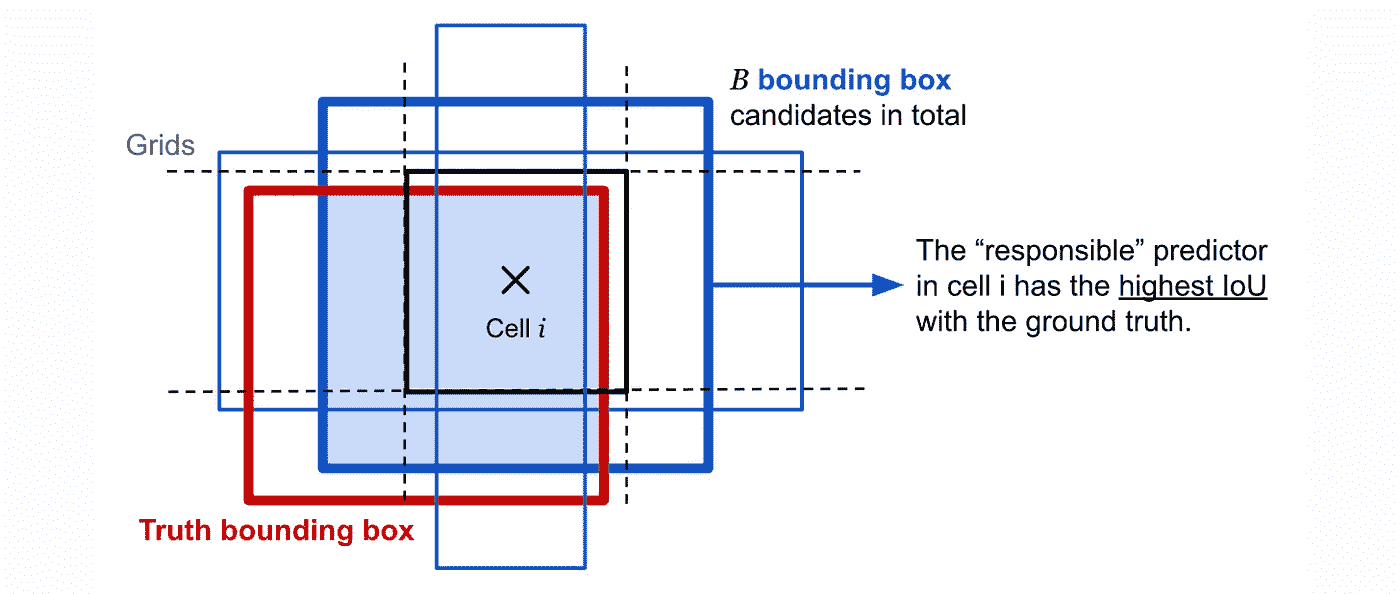 B bounding box
candidates in total
Grids
The “responsible” predictor
in cell i has the highest IoU
with the ground truth.
Cell i
Truth bounding box